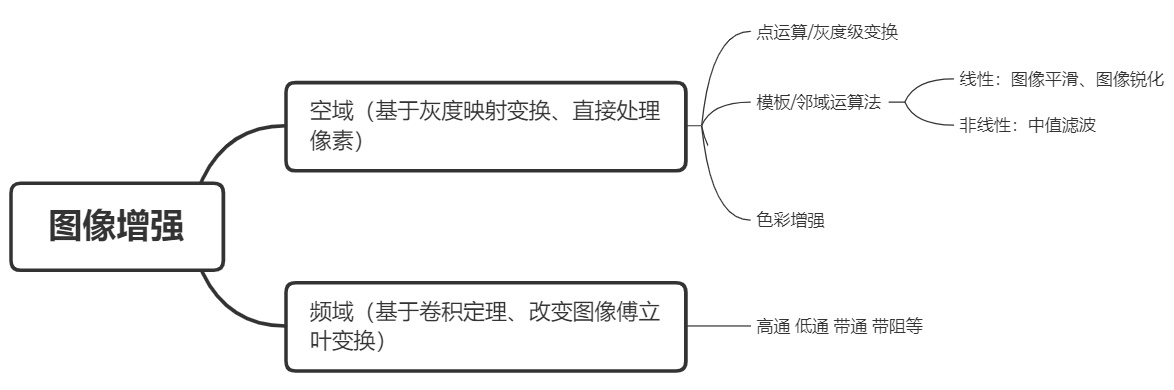 图像增强
空域（基于灰度映射变换、直接处理
像素）
点运算/灰度级变换
模板/邻域运算法
线性：图像平滑、图像锐化
非线性：中值滤波
色彩增强
频域（基于卷积定理、改变图像傅立
叶变换）
高通 低通 带通 带阻等